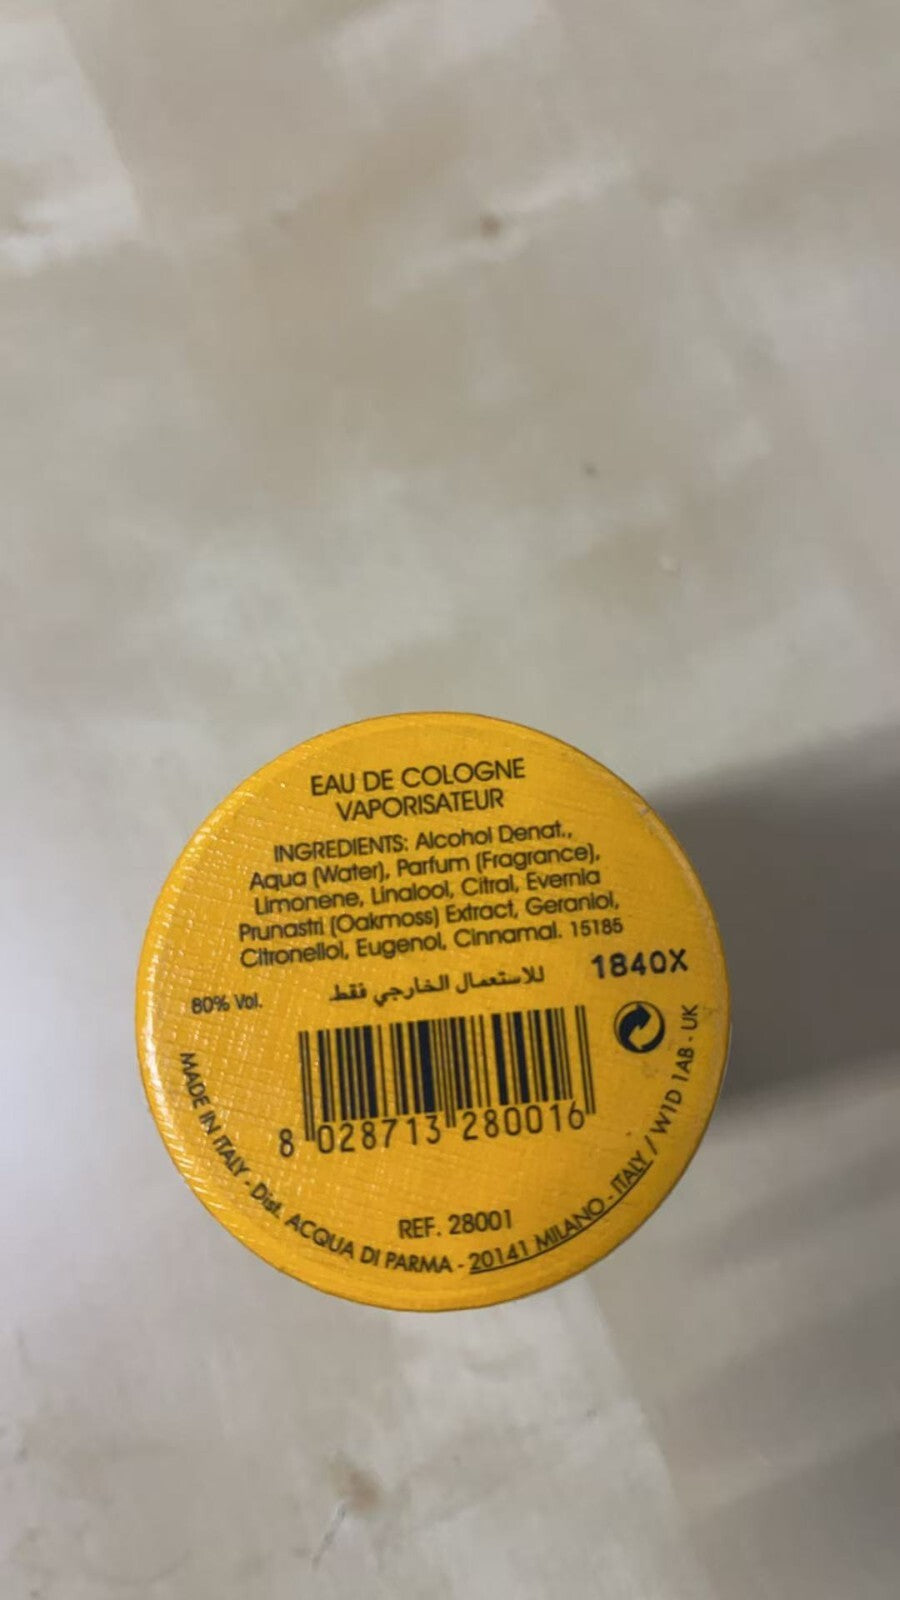 EAU DE COLOGNE
VAPORISATEUR
INGREDIENTS: Alcohol Denat.,
Aqua (Water), Parfum (Fragrance),
Limonene, Linalool, Citral, Evernia
Prunastri (Oakmoss) Extract, Geraniol,
Citronellol, Eugenol, Cinnamal. 15185
1840X
80% Vol.
للاستعمال الخارجي فقط
8 028713 280016
REF. 28001
MADE IN ITALY - Dist. ACQUA DI PARMA - 20141 MILANO - ITALY / W1D 1AB - UK